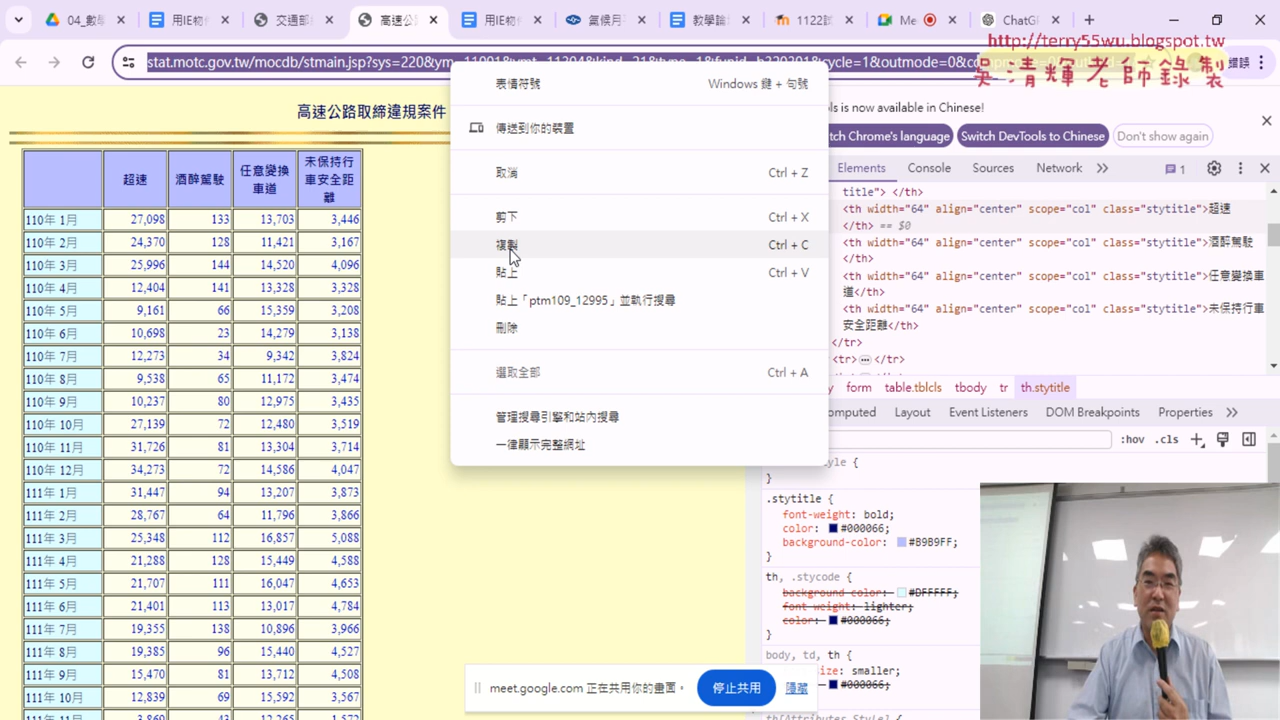 04_數
用IE物
交通部
高速公
用IE物
氣候月
教學論
1122試
Me
ChatG
stat.motc.gov.tw/mocdb/stmain.jsp?sys=220&ym
http://terry55wu.blogspot.tw
吳清輝老師錄製
表情符號 Windows 鍵 + 句號
傳送到你的裝置
取消 Ctrl + Z
剪下 Ctrl + X
複製 Ctrl + C
貼上 Ctrl + V
貼上「ptm109_12995」並執行搜尋
刪除
選取全部 Ctrl + A
管理搜尋引擎和站內搜尋
一律顯示完整網址
高速公路取締違規案件
超速 酒醉駕駛 任意變換車道 未保持行車安全距離
110年 1月 27,098 133 13,703 3,446
110年 2月 24,370 128 11,421 3,167
110年 3月 25,996 144 14,520 4,096
110年 4月 12,404 141 13,328 3,328
110年 5月 9,161 66 15,359 3,208
110年 6月 10,698 23 14,279 3,138
110年 7月 12,273 34 9,342 3,824
110年 8月 9,538 65 11,172 3,474
110年 9月 10,237 80 12,975 3,435
110年 10月 27,139 72 12,480 3,519
110年 11月 31,726 81 13,304 3,714
110年 12月 34,273 72 14,586 4,047
111年 1月 31,447 94 13,207 3,873
111年 2月 28,767 64 11,796 3,866
111年 3月 25,348 112 16,857 5,088
111年 4月 21,288 128 15,449 4,588
111年 5月 21,707 111 16,047 4,653
111年 6月 21,401 113 13,017 4,784
111年 7月 19,355 138 10,896 3,966
111年 8月 19,385 96 15,440 4,527
111年 9月 15,470 81 13,712 4,508
111年 10月 12,839 69 15,592 3,567
ls is now available in Chinese!
tch Chrome's language Switch DevTools to Chinese Don't show again
Elements Console Sources Network 1
title"> </th>
<th width="64" align="center" scope="col" class="stytitle">超速
</th> == $0
<th width="64" align="center" scope="col" class="stytitle">酒醉駕駛
</th>
<th width="64" align="center" scope="col" class="stytitle">任意變換車
道</th>
<th width="64" align="center" scope="col" class="stytitle">未保持行車
安全距離</th>
</tr>
<tr> … </tr>
y form table.tblcls tbody tr th.stytitle
omputed Layout Event Listeners DOM Breakpoints Properties
:hov .cls
yle {
}
.stytitle {
font-weight: bold;
color: #000066;
background-color: #B9B9FF;
}
th, .stycode {
background-color: #DFFFFF;
font-weight: lighter;
color: #000066;
}
body, td, th {
size: smaller;
#000066;
meet.google.com 正在共用你的畫面。 停止共用 隱藏